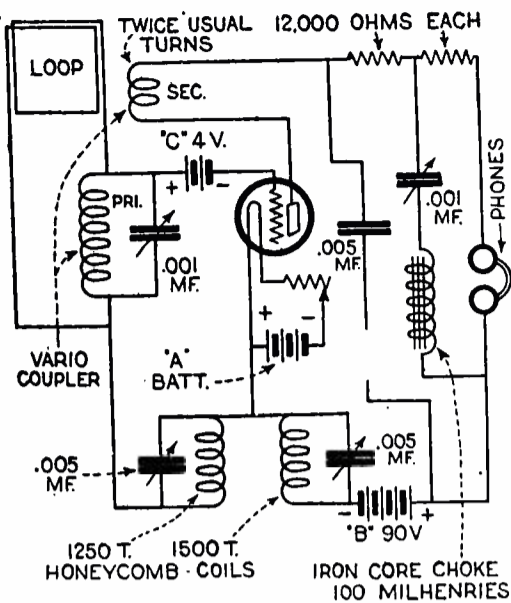 TWICE USUAL
TURNS
12,000 OHMS EACH
LOOP
SEC.
"C" 4 V.
+
-
PRI.
.001
MF.
.005
MF.
.001
MF.
PHONES
+
-
"A"
BATT.
VARIO
COUPLER
.005
MF.
.005
MF.
-
"B" 90V
+
1250 T.
1500 T.
HONEYCOMB - COILS
IRON CORE CHOKE
100 MILHENRIES